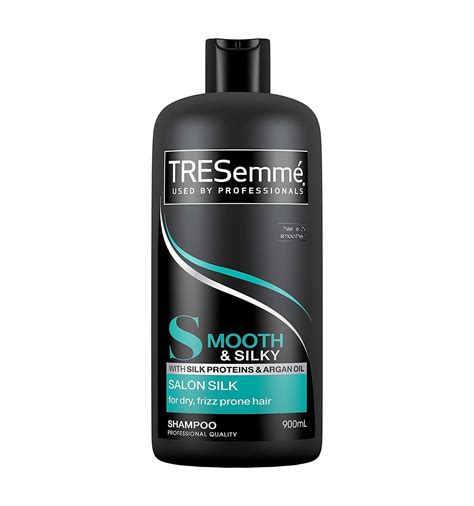 TRESemmé
USED BY PROFESSIONALS
SMOOTH
& SILKY
WITH SILK PROTEINS & ARGAN OIL
SALON SILK
for dry, frizz prone hair
SHAMPOO
PROFESSIONAL QUALITY
900mL